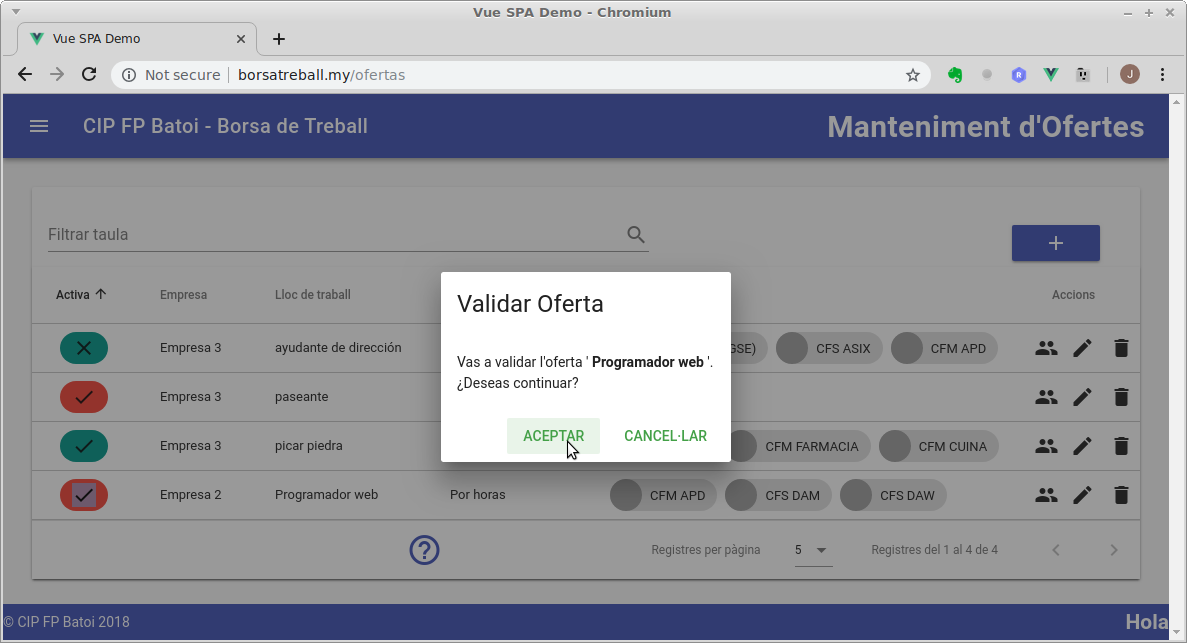 Vue SPA Demo - Chromium
Vue SPA Demo
Not secure borsatreball.my/ofertas
J
CIP FP Batoi - Borsa de Treball Manteniment d'Ofertes
Filtrar taula
+
Activa Empresa Lloc de traball Accions
Empresa 3 ayudante de dirección GSE) CFS ASIX CFM APD
Empresa 3 paseante
Empresa 3 picar piedra CFM FARMACIA CFM CUINA
Empresa 2 Programador web Por horas CFM APD CFS DAM CFS DAW
Validar Oferta
Vas a validar l'oferta ' Programador web '.
¿Deseas continuar?
ACEPTAR CANCEL·LAR
? Registres per pàgina 5 Registres del 1 al 4 de 4
© CIP FP Batoi 2018 Hola